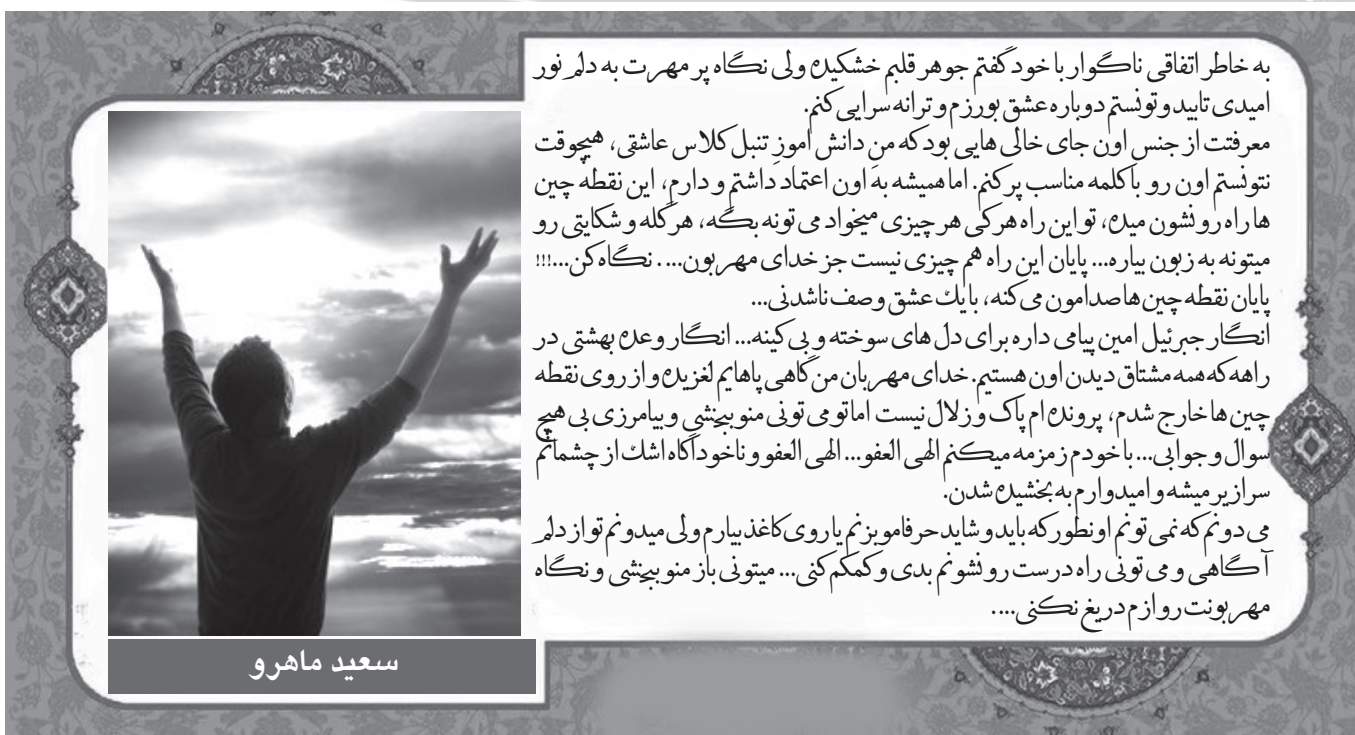 به خاطر اتفاقی ناگوار با خود گفتم جوهر قلبم خشکیده ولی نگاه پر مهرت به دلم نور
امیدی تابید و تونستم دوباره عشق بورزم و ترانه سرایی کنم.
معرفتت از جنس اون جای خالی هایی بود که منِ دانش آموزِ تنبل کلاس عاشقی، هیچوقت
نتونستم اون رو با کلمه مناسب پر کنم. اما همیشه به اون اعتماد داشتم و دارم، این نقطه چین
ها راه رو نشون میده، تو این راه هر کی هر چیزی میخواد می تونه بگه، هر گله و شکایتی رو
میتونه به زبون بیاره... پایان این راه هم چیزی نیست جز خدای مهربون.... نگاه کن...!!!
پایان نقطه چین ها صدامون می کنه، با یک عشق وصف ناشدنی...
انگار جبرئیل امین پیامی داره برای دل های سوخته و بی کینه... انگار وعده بهشتی در
راهه که همه مشتاق دیدن اون هستیم. خدای مهربان من گاهی پاهایم لغزیده و از روی نقطه
چین ها خارج شدم، پرونده ام پاک و زلال نیست اما تو می تونی منو ببخشی و بیامرزی بی هیچ
سوال و جوابی... با خودم زمزمه میکنم الهی العفو... الهی العفو و ناخودآگاه اشک از چشمانم
سرازیر میشه و امیدوارم به بخشیده شدن.
می دونم که نمی تونم اونطور که باید و شاید حرفامو بزنم یا روی کاغذ بیارم ولی میدونم تو از دلم
آگاهی و می تونی راه درست رو نشونم بدی و کمکم کنی... میتونی باز منو ببخشی و نگاه
مهربونت رو ازم دریغ نکنی....
سعید ماهرو